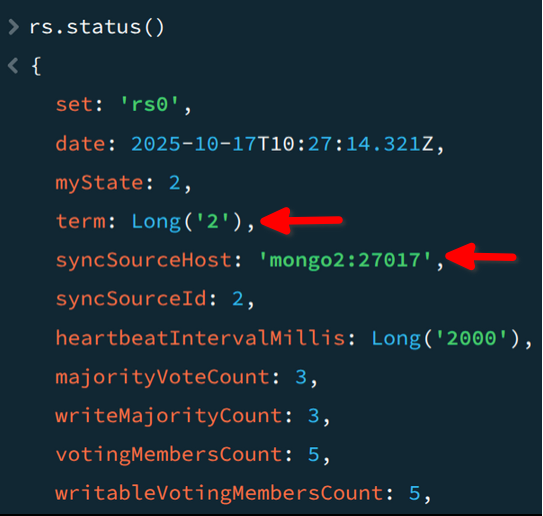 > rs.status()
< {
set: 'rs0',
date: 2025-10-17T10:27:14.321Z,
myState: 2,
term: Long('2'),
syncSourceHost: 'mongo2:27017',
syncSourceId: 2,
heartbeatIntervalMillis: Long('2000'),
majorityVoteCount: 3,
writeMajorityCount: 3,
votingMembersCount: 5,
writableVotingMembersCount: 5,